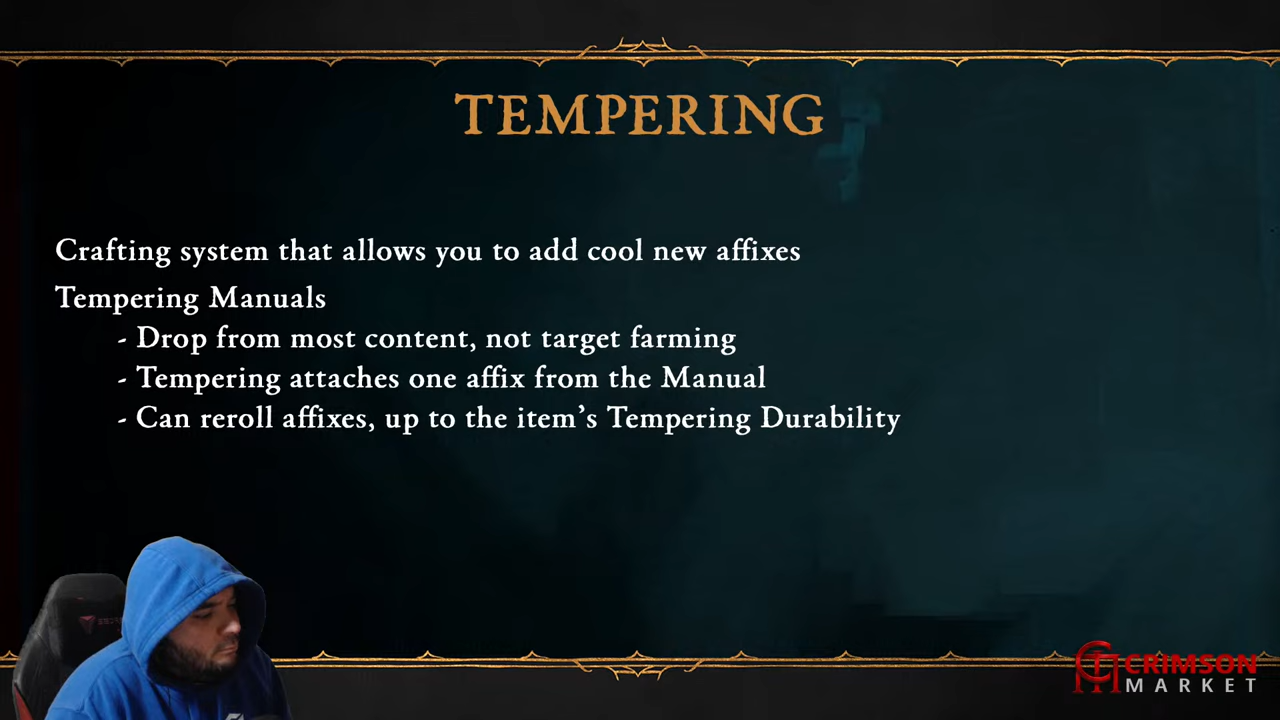 TEMPERING
Crafting system that allows you to add cool new affixes
Tempering Manuals
- Drop from most content, not target farming
- Tempering attaches one affix from the Manual
- Can reroll affixes, up to the item's Tempering Durability
CRIMSON
MARKET